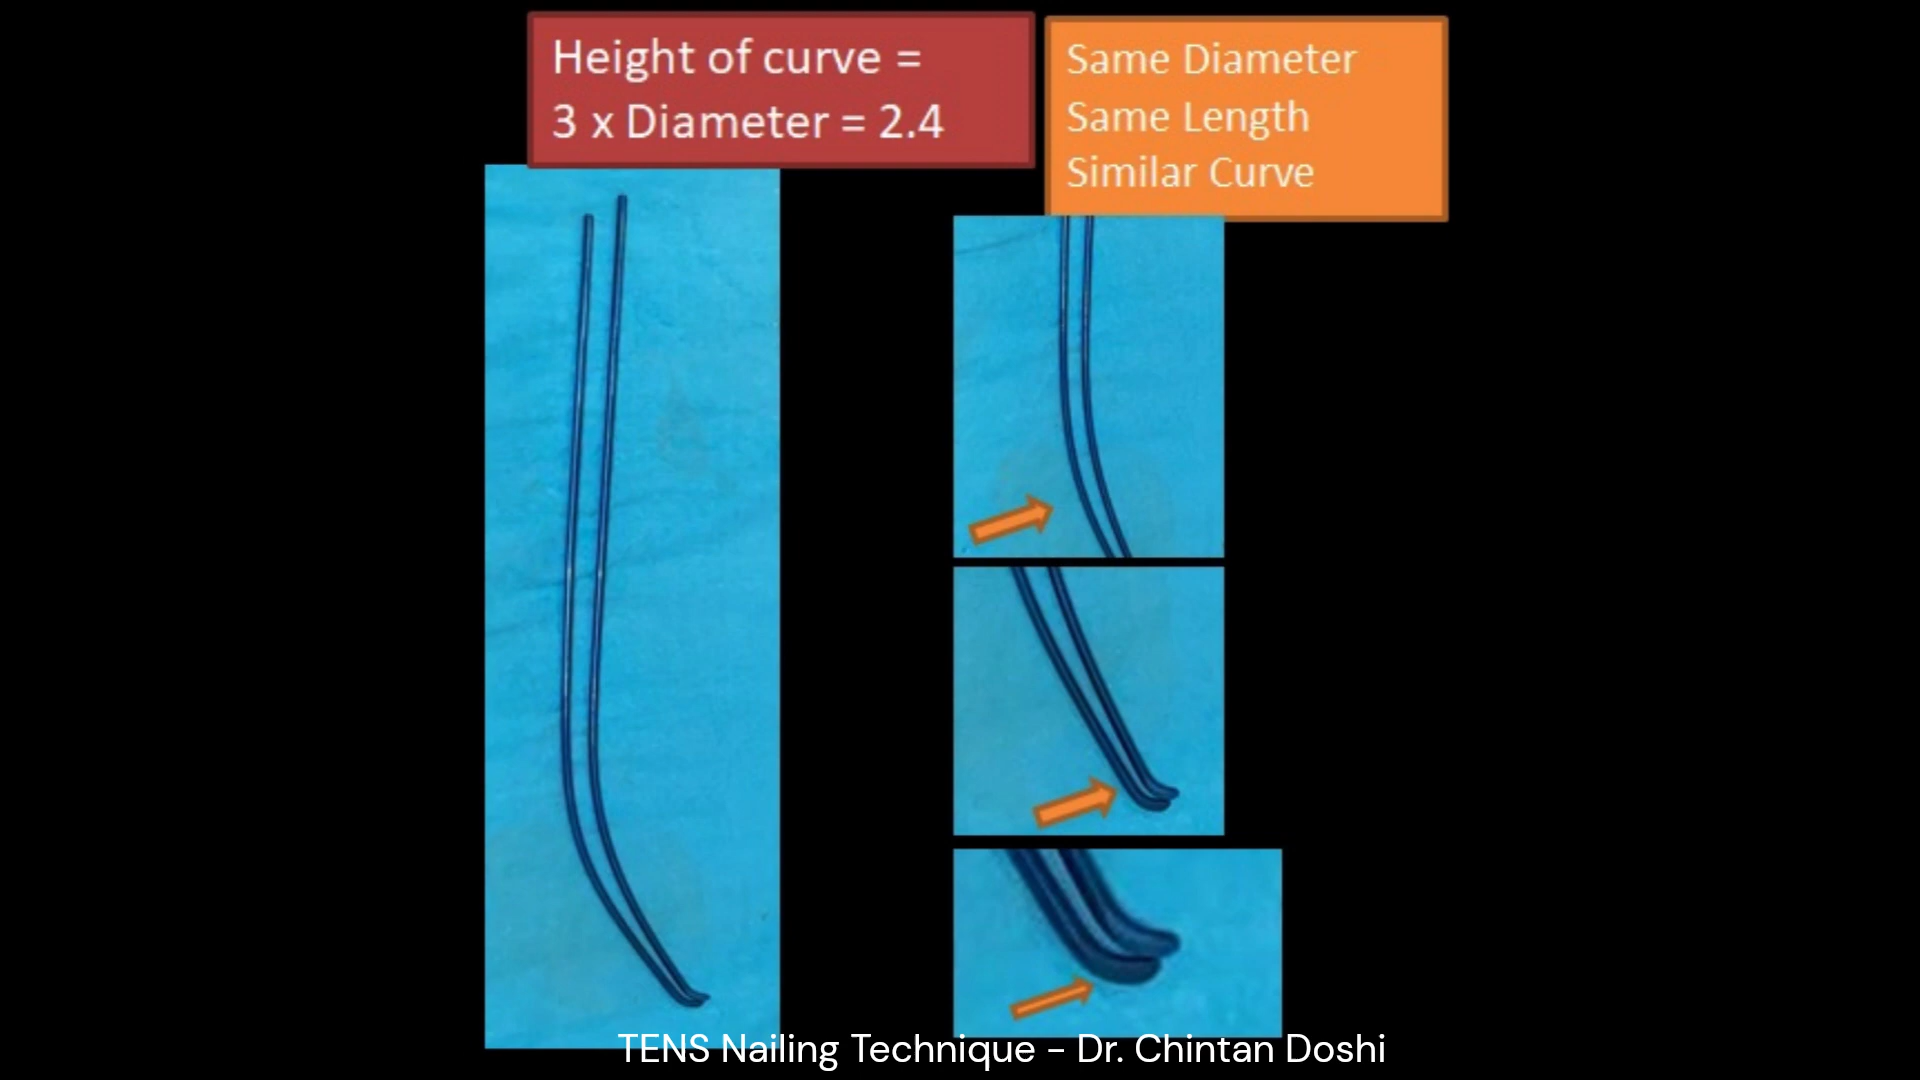 Height of curve =
3 x Diameter = 2.4
Same Diameter
Same Length
Similar Curve
TENS Nailing Technique - Dr. Chintan Doshi